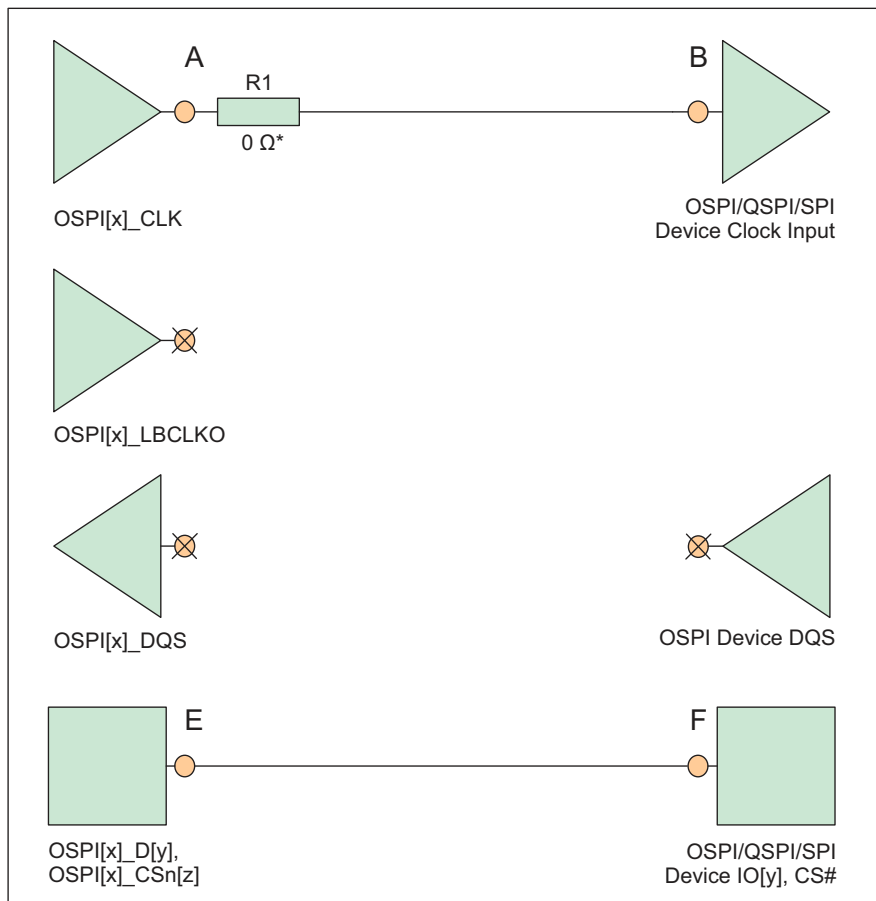 A
B
R1
0 Ω*
OSPI[x]_CLK
OSPI/QSPI/SPI
Device Clock Input
OSPI[x]_LBCLKO
OSPI[x]_DQS
OSPI Device DQS
E
F
OSPI[x]_D[y],
OSPI[x]_CSn[z]
OSPI/QSPI/SPI
Device IO[y], CS#